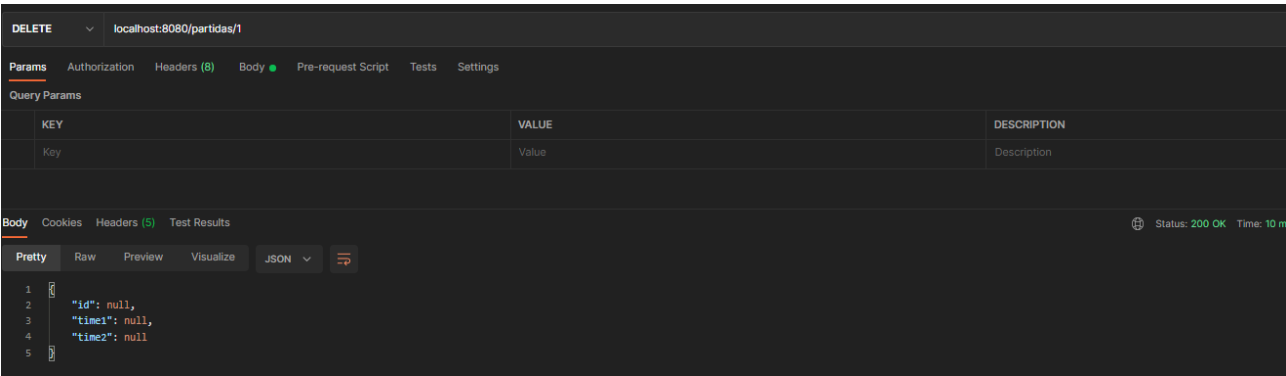 DELETE localhost:8080/partidas/1
Params Authorization Headers (8) Body Pre-request Script Tests Settings
Query Params
KEY VALUE DESCRIPTION
Key Value Description
Body Cookies Headers (5) Test Results Status: 200 OK Time: 10 m
Pretty Raw Preview Visualize JSON
1 {
2 "id": null,
3 "time1": null,
4 "time2": null
5 }